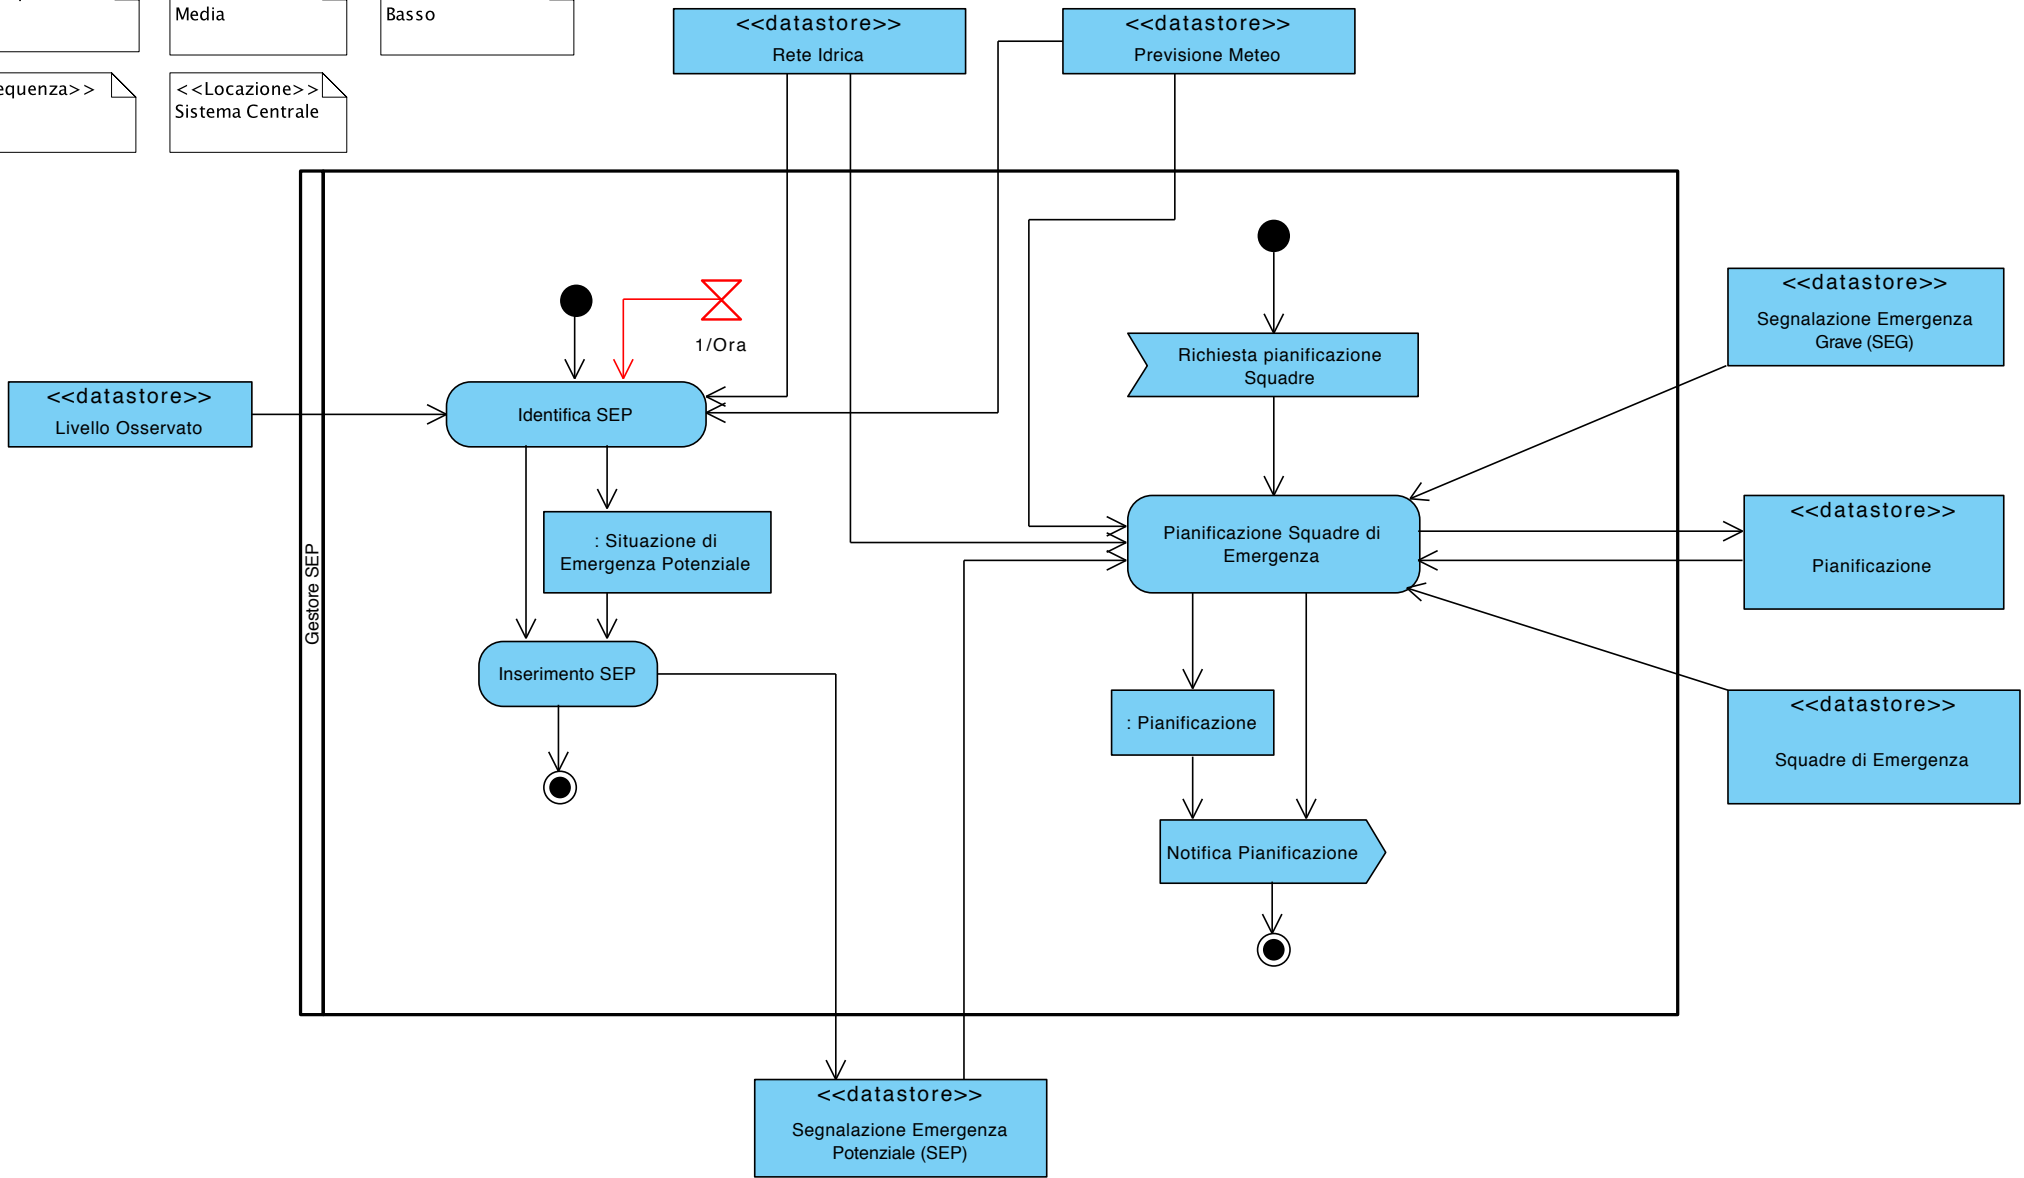 Media
Basso
equenza>>
<<Locazione>>
Sistema Centrale
<<datastore>>
Rete Idrica
<<datastore>>
Previsione Meteo
1/Ora
Richiesta pianificazione
Squadre
<<datastore>>
Segnalazione Emergenza
Grave (SEG)
<<datastore>>
Livello Osservato
Identifica SEP
: Situazione di
Emergenza Potenziale
Pianificazione Squadre di
Emergenza
<<datastore>>
Pianificazione
Gestore SEP
Inserimento SEP
: Pianificazione
<<datastore>>
Squadre di Emergenza
Notifica Pianificazione
<<datastore>>
Segnalazione Emergenza
Potenziale (SEP)